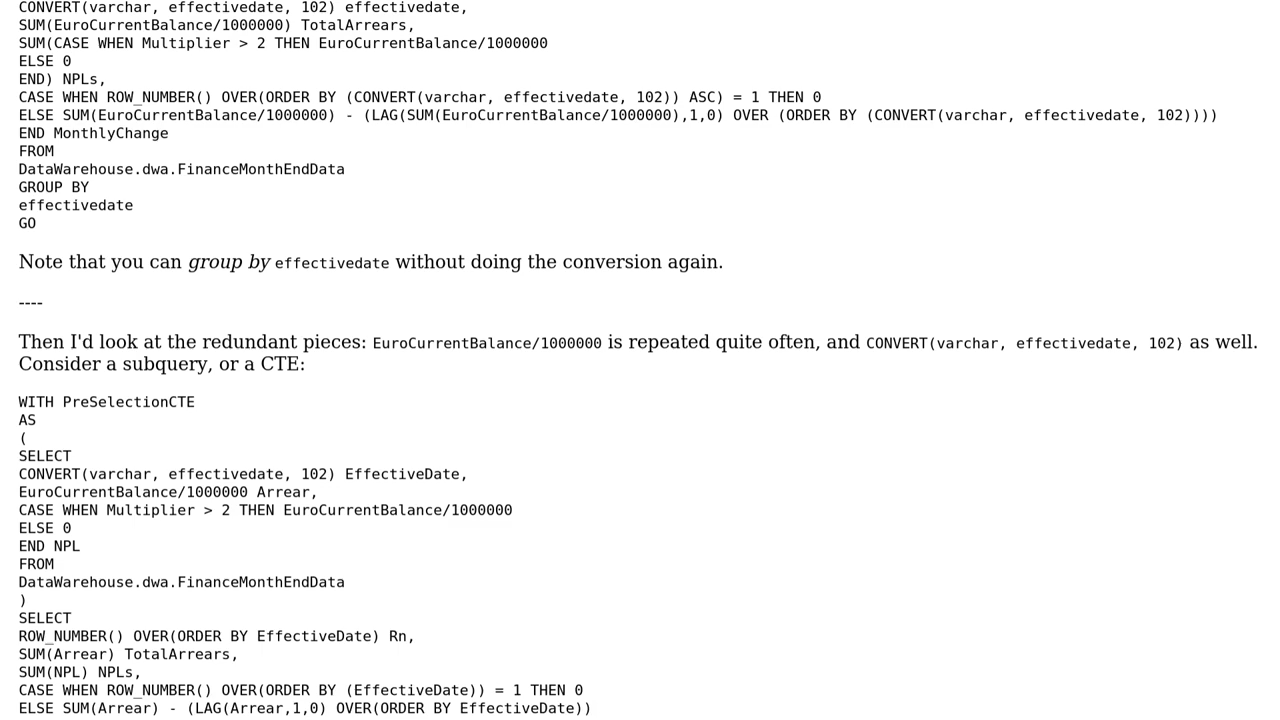 CONVERT(varchar, effectivedate, 102) effectivedate,
SUM(EuroCurrentBalance/1000000) TotalArrears,
SUM(CASE WHEN Multiplier > 2 THEN EuroCurrentBalance/1000000
ELSE 0
END) NPLs,
CASE WHEN ROW_NUMBER() OVER(ORDER BY (CONVERT(varchar, effectivedate, 102)) ASC) = 1 THEN 0
ELSE SUM(EuroCurrentBalance/1000000) - (LAG(SUM(EuroCurrentBalance/1000000),1,0) OVER (ORDER BY (CONVERT(varchar, effectivedate, 102))))
END MonthlyChange
FROM
DataWarehouse.dwa.FinanceMonthEndData
GROUP BY
effectivedate
GO
Note that you can group by effectivedate without doing the conversion again.
----
Then I'd look at the redundant pieces: EuroCurrentBalance/1000000 is repeated quite often, and CONVERT(varchar, effectivedate, 102) as well.
Consider a subquery, or a CTE:
WITH PreSelectionCTE
AS
(
SELECT
CONVERT(varchar, effectivedate, 102) EffectiveDate,
EuroCurrentBalance/1000000 Arrear,
CASE WHEN Multiplier > 2 THEN EuroCurrentBalance/1000000
ELSE 0
END NPL
FROM
DataWarehouse.dwa.FinanceMonthEndData
)
SELECT
ROW_NUMBER() OVER(ORDER BY EffectiveDate) Rn,
SUM(Arrear) TotalArrears,
SUM(NPL) NPLs,
CASE WHEN ROW_NUMBER() OVER(ORDER BY (EffectiveDate)) = 1 THEN 0
ELSE SUM(Arrear) - (LAG(Arrear,1,0) OVER(ORDER BY EffectiveDate))